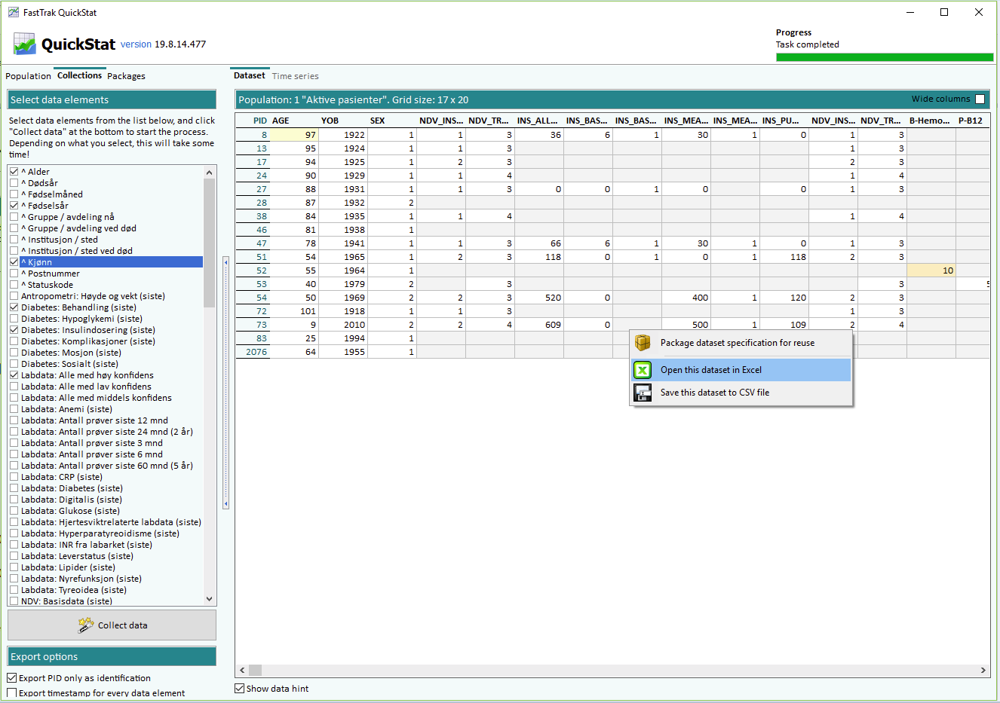 FastTrak QuickStat
QuickStat version 19.8.14.477
Progress
Task completed
Population Collections Packages
Select data elements
Select data elements from the list below, and click
"Collect data" at the bottom to start the process.
Depending on what you select, this will take some
time!
^ Alder
^ Dødsår
^ Fødselmåned
^ Fødselsår
^ Gruppe / avdeling nå
^ Gruppe / avdeling ved død
^ Institusjon / sted
^ Institusjon / sted ved død
^ Kjønn
^ Postnummer
^ Statuskode
Antropometri: Høyde og vekt (siste)
Diabetes: Behandling (siste)
Diabetes: Hypoglykemi (siste)
Diabetes: Insulindosering (siste)
Diabetes: Komplikasjoner (siste)
Diabetes: Mosjon (siste)
Diabetes: Sosialt (siste)
Labdata: Alle med høy konfidens
Labdata: Alle med lav konfidens
Labdata: Alle med middels konfidens
Labdata: Anemi (siste)
Labdata: Antall prøver siste 12 mnd
Labdata: Antall prøver siste 24 mnd (2 år)
Labdata: Antall prøver siste 3 mnd
Labdata: Antall prøver siste 6 mnd
Labdata: Antall prøver siste 60 mnd (5 år)
Labdata: CRP (siste)
Labdata: Diabetes (siste)
Labdata: Digitalis (siste)
Labdata: Glukose (siste)
Labdata: Hjertesviktrelaterte labdata (siste)
Labdata: Hyperparatyreoidisme (siste)
Labdata: INR fra labarket (siste)
Labdata: Leverstatus (siste)
Labdata: Lipider (siste)
Labdata: Nyrefunksjon (siste)
Labdata: Tyreoidea (siste)
NDV: Basisdata (siste)
Collect data
Export options
Export PID only as identification
Export timestamp for every data element
Dataset Time series
Population: 1 "Aktive pasienter". Grid size: 17 x 20 Wide columns
PID AGE YOB SEX NDV_INS... NDV_TR... INS_ALL... INS_BAS... INS_BAS... INS_MEA... INS_MEA... INS_PU... NDV_INS... NDV_TR... B-Hemo... P-B12
8 97 1922 1 1 3 36 6 1 30 1 0 1 3
13 95 1924 1 1 3 1 3
17 94 1925 1 2 3 2 3
24 90 1929 1 1 4 1 4
27 88 1931 1 1 3 0 0 1 0 0 1 3
28 87 1932 2
38 84 1935 1 1 4 1 4
46 81 1938 1
47 78 1941 1 1 3 66 6 1 30 1 0 1 3
51 54 1965 1 2 3 118 0 1 0 1 118 2 3
52 55 1964 1 10
53 40 1979 2 3 3
54 50 1969 2 2 3 520 0 400 1 120 2 3
72 101 1918 1 1 3 1 3
73 9 2010 2 2 4 609 0 500 1 109 2 4
83 25 1994 1
2076 64 1955 1
Package dataset specification for reuse
Open this dataset in Excel
Save this dataset to CSV file
Show data hint